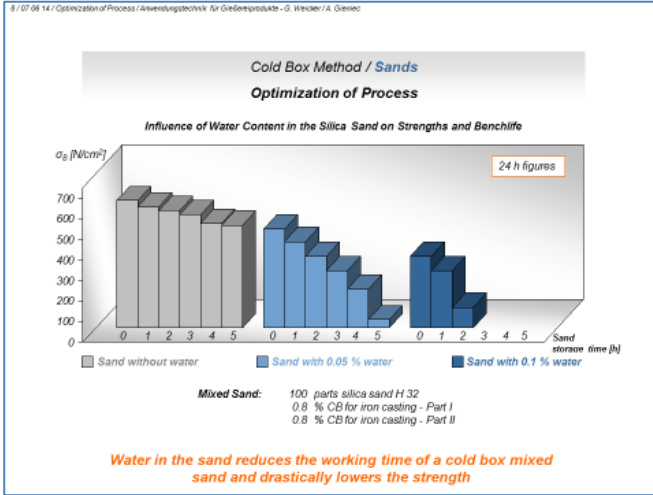 8 / 07 06 14 / Optimization of Process / Anwendungstechnik für Gießereiprodukte - G. Weicker / A. Gieniec
Cold Box Method / Sands
Optimization of Process
Influence of Water Content in the Silica Sand on Strengths and Benchlife
σB [N/cm²]
24 h figures
700
600
500
400
300
200
100
0
0 1 2 3 4 5 0 1 2 3 4 5 0 1 2 3 4 5
Sand
storage time [h]
Sand without water Sand with 0.05 % water Sand with 0.1 % water
Mixed Sand: 100 parts silica sand H 32
0.8 % CB for iron casting - Part I
0.8 % CB for iron casting - Part II
Water in the sand reduces the working time of a cold box mixed
sand and drastically lowers the strength